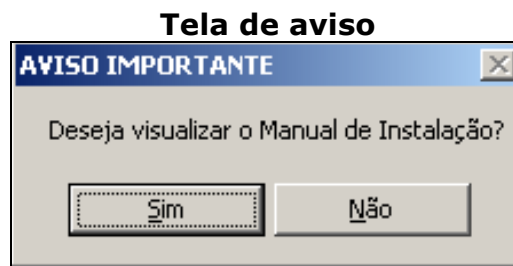 Tela de aviso
AVISO IMPORTANTE
Deseja visualizar o Manual de Instalação?
Sim Não